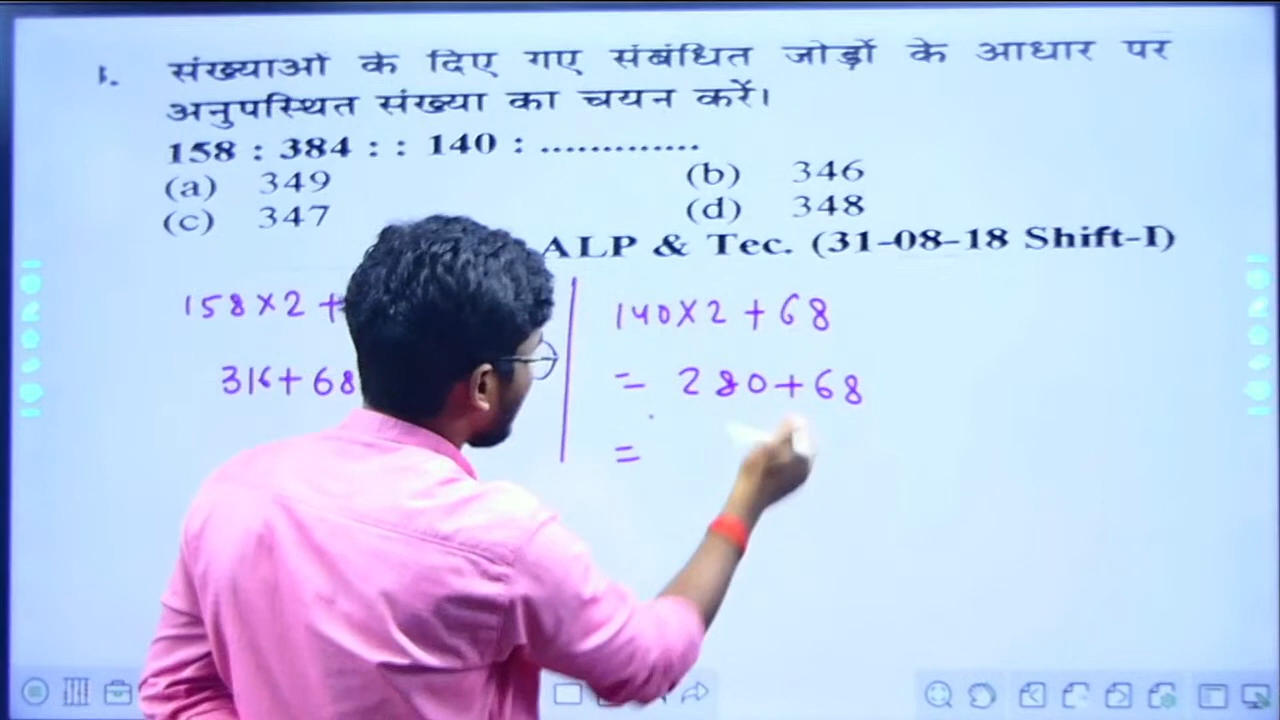 1. संख्याओं के दिए गए संबंधित जोड़ों के आधार पर
अनुपस्थित संख्या का चयन करें।
158 : 384 : : 140 : .............
(a) 349 (b) 346
(c) 347 (d) 348
ALP & Tec. (31-08-18 Shift-I)
158×2+
316+68
140×2+68
= 280+68
=